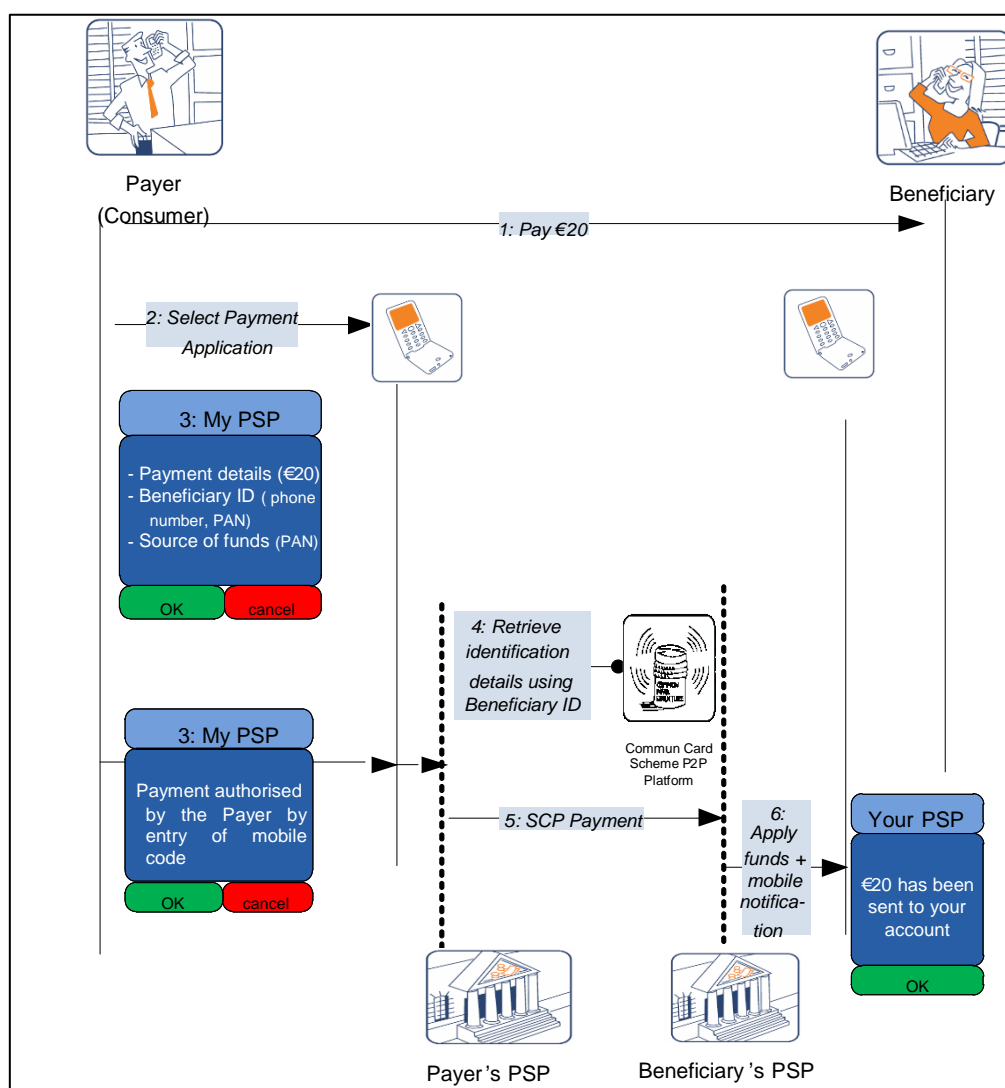 Payer
(Consumer)
Beneficiary
1: Pay €20
2: Select Payment
Application
3: My PSP
- Payment details (€20)
- Beneficiary ID ( phone
number, PAN)
- Source of funds (PAN)
OK
cancel
4: Retrieve
identification
details using
Beneficiary ID
Commun Card
Scheme P2P
Platform
3: My PSP
Payment authorised
by the Payer by
entry of mobile
code
OK
cancel
5: SCP Payment
6:
Apply
funds +
mobile
notifica-
tion
Your PSP
€20 has been
sent to your
account
OK
Payer's PSP
Beneficiary's PSP